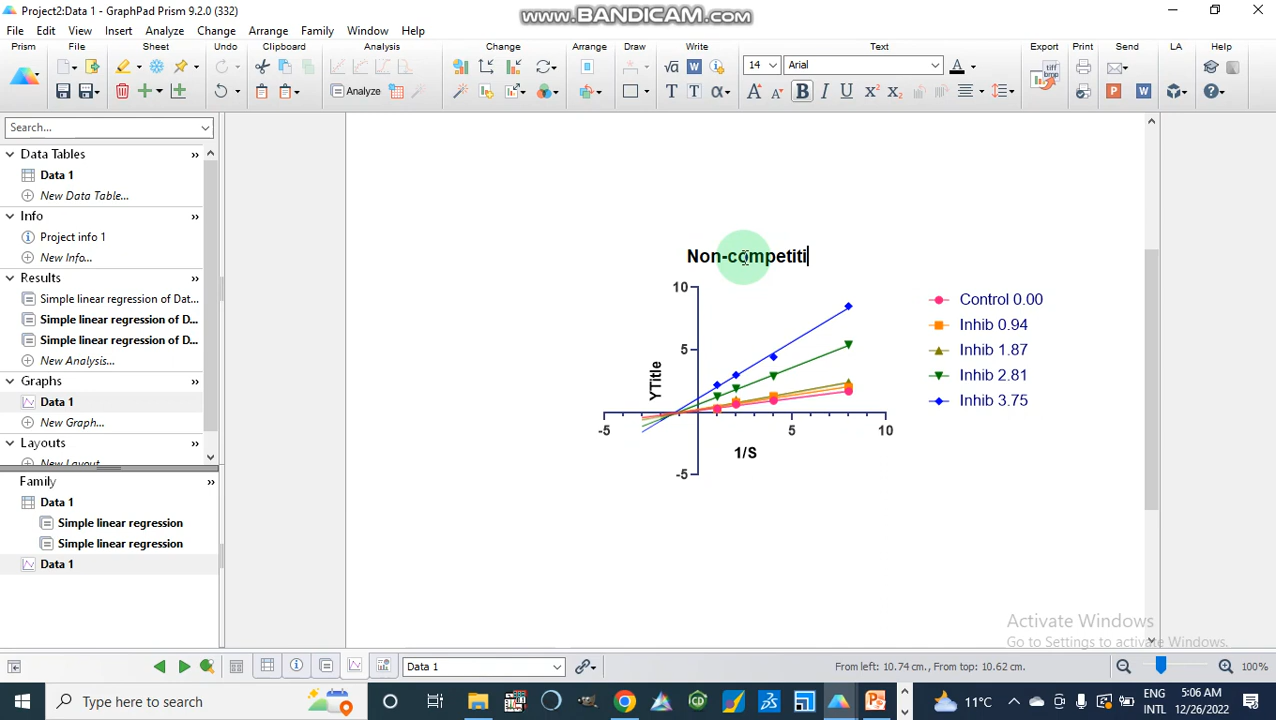 Project2:Data 1 - GraphPad Prism 9.2.0 (332)
www.BANDICAM.com
File Edit View Insert Analyze Change Arrange Family Window Help
Prism File Sheet Undo Clipboard Analysis Change Arrange Draw Write Text Export Print Send LA Help
14 Arial
Analyze
Search...
Data Tables
Data 1
New Data Table...
Info
Project info 1
New Info...
Results
Simple linear regression of Dat...
Simple linear regression of D...
Simple linear regression of D...
New Analysis...
Graphs
Data 1
New Graph...
Layouts
New Layout
Family
Data 1
Simple linear regression
Simple linear regression
Data 1
Non-competiti
10
5
-5
YTitle
-5 5 10
1/S
Control 0.00
Inhib 0.94
Inhib 1.87
Inhib 2.81
Inhib 3.75
Activate Windows
Go to Settings to activate Windows.
Data 1
From left: 10.74 cm., From top: 10.62 cm.
100%
Type here to search
11°C
ENG
INTL
5:06 AM
12/26/2022